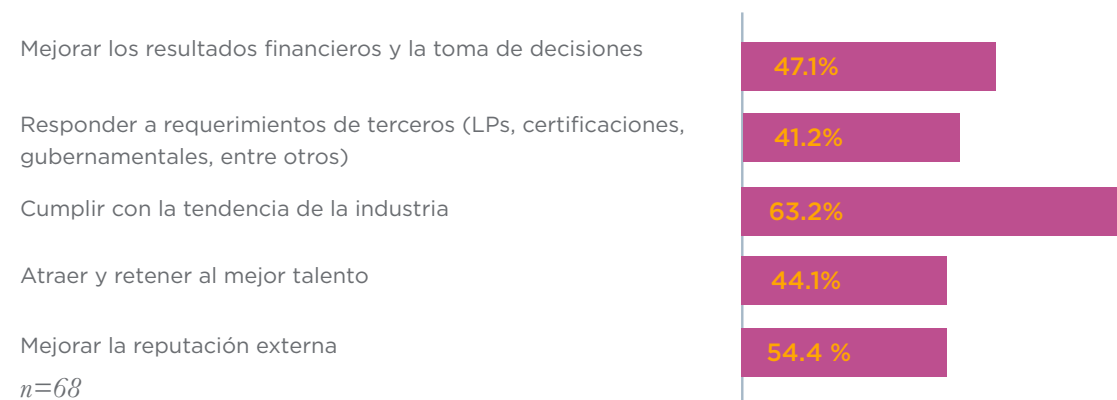 Mejorar los resultados financieros y la toma de decisiones
47.1%
Responder a requerimientos de terceros (LPs, certificaciones,
gubernamentales, entre otros)
41.2%
Cumplir con la tendencia de la industria
63.2%
Atraer y retener al mejor talento
44.1%
Mejorar la reputación externa
54.4 %
n=68